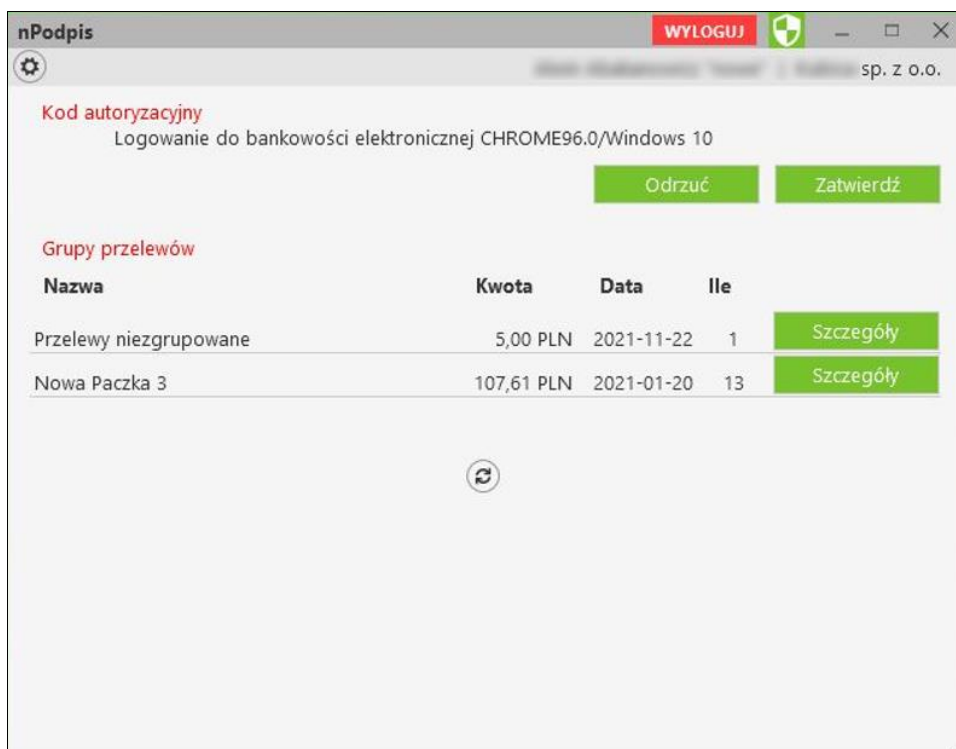 nPodpis WYLOGUJ
sp. z o.o.
Kod autoryzacyjny
Logowanie do bankowości elektronicznej CHROME96.0/Windows 10
Odrzuć Zatwierdź
Grupy przelewów
Nazwa Kwota Data Ile
Przelewy niezgrupowane 5,00 PLN 2021-11-22 1 Szczegóły
Nowa Paczka 3 107,61 PLN 2021-01-20 13 Szczegóły